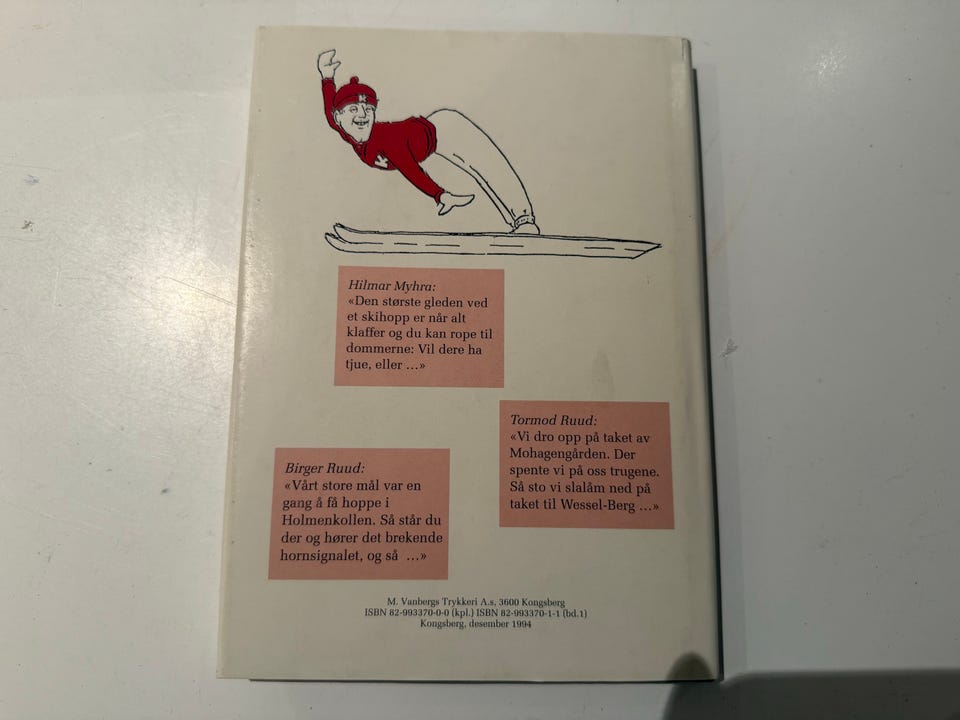 K
K
Hilmar Myhra:
«Den største gleden ved
et skihopp er når alt
klaffer og du kan rope til
dommerne: Vil dere ha
tjue, eller ...»
Tormod Ruud:
«Vi dro opp på taket av
Mohagengården. Der
spente vi på oss trugene.
Så sto vi slalåm ned på
taket til Wessel-Berg ...»
Birger Ruud:
«Vårt store mål var en
gang å få hoppe i
Holmenkollen. Så står du
der og hører det brekende
hornsignalet, og så ...»
M. Vanbergs Trykkeri A.s, 3600 Kongsberg
ISBN 82-993370-0-0 (kpl.) ISBN 82-993370-1-1 (bd.1)
Kongsberg, desember 1994